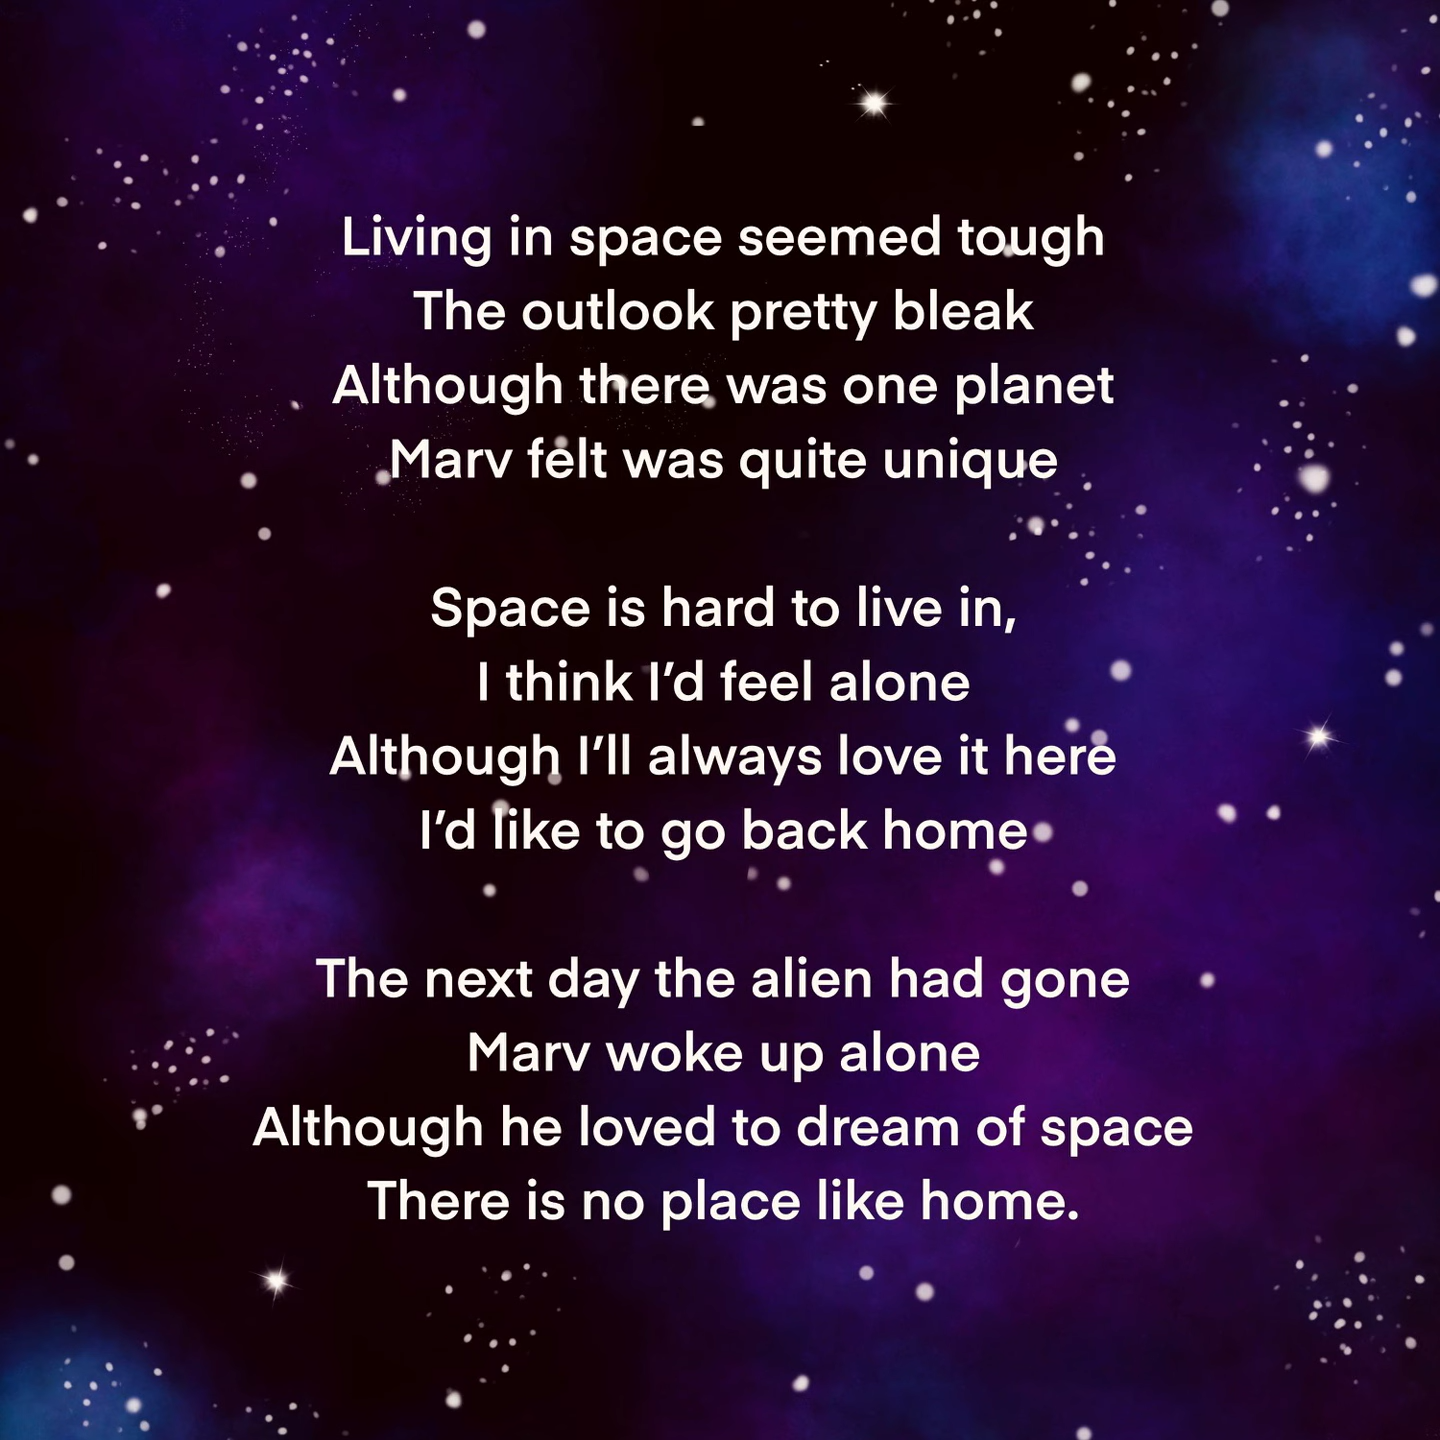 Living in space seemed tough
The outlook pretty bleak
Although there was one planet
Marv felt was quite unique
Space is hard to live in,
I think I’d feel alone
Although I’ll always love it here
I’d like to go back home
The next day the alien had gone
Marv woke up alone
Although he loved to dream of space
There is no place like home.